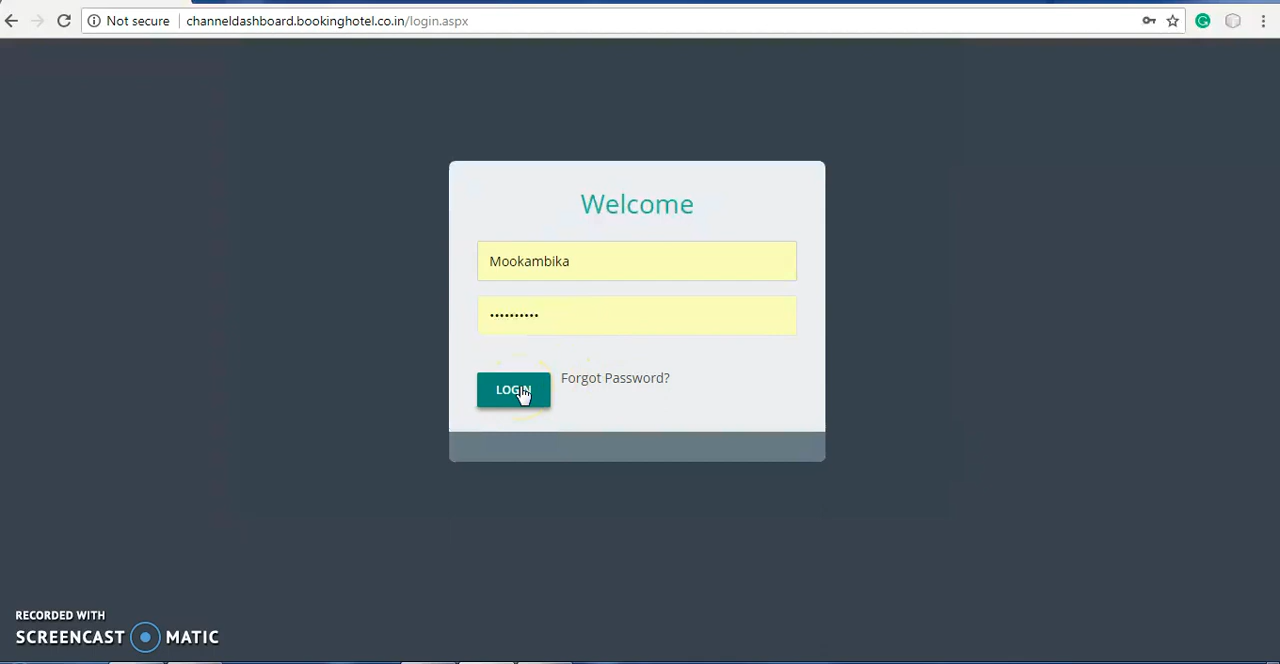 Not secure
channeldashboard.bookinghotel.co.in/login.aspx
Welcome
Mookambika
••••••••••
LOGIN
Forgot Password?
RECORDED WITH
SCREENCAST MATIC